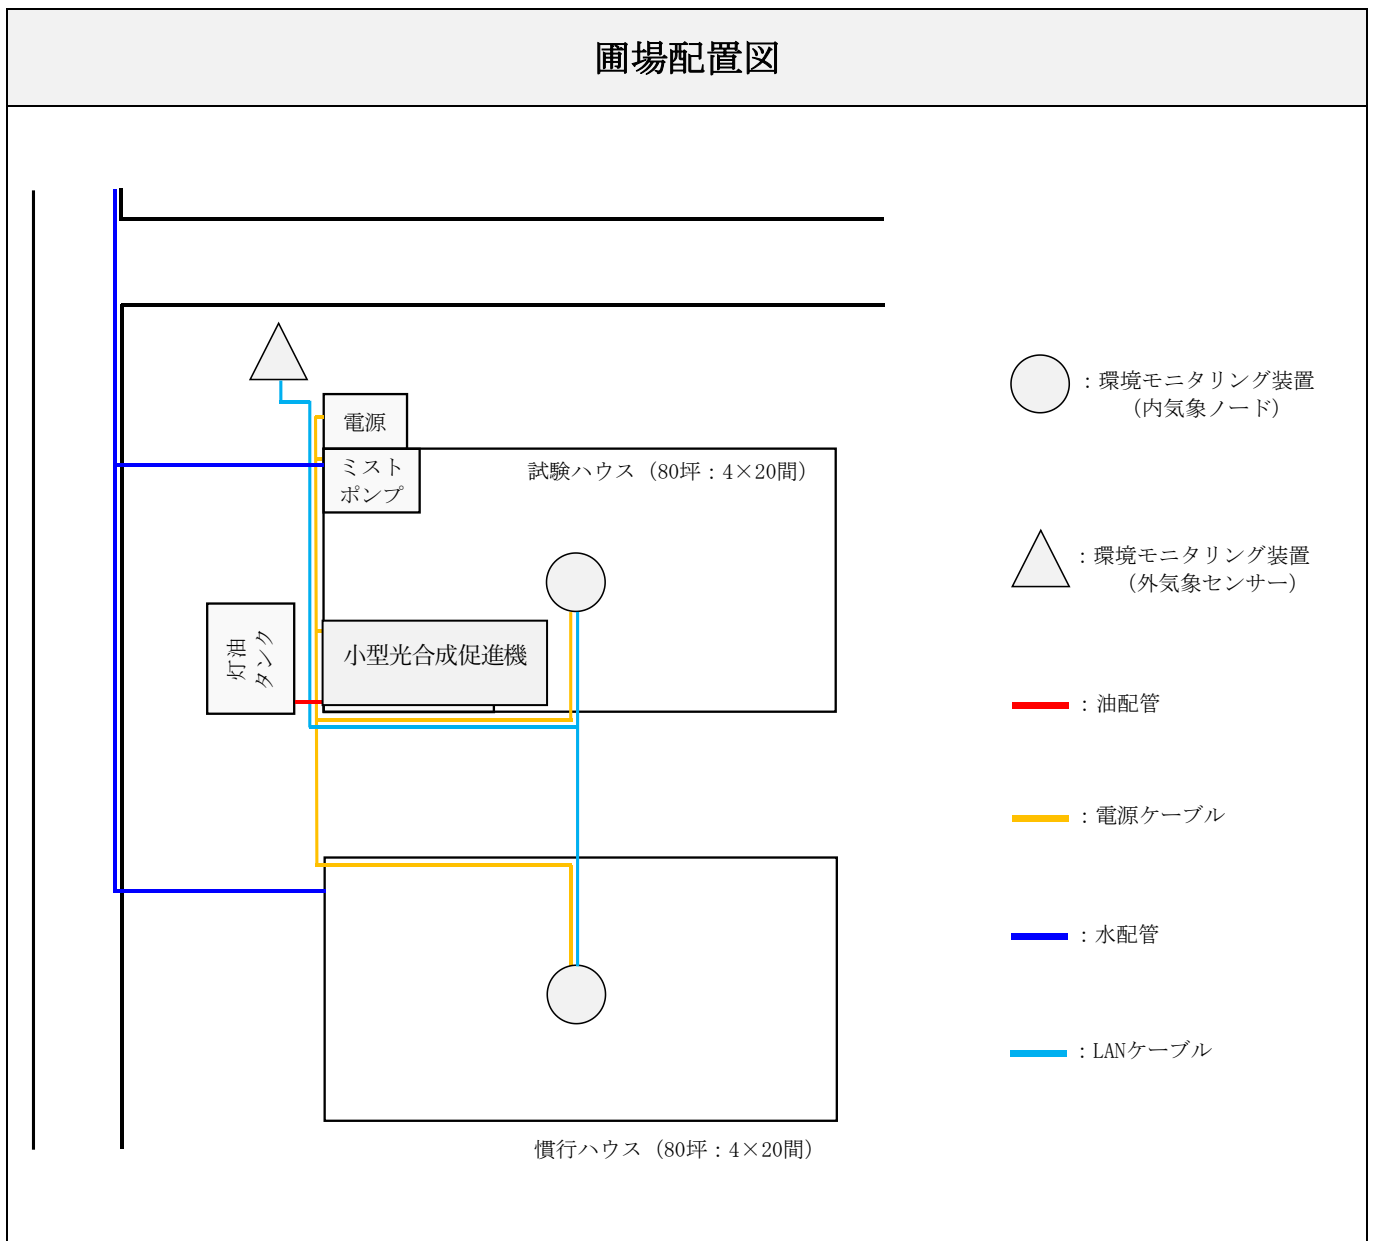 圃場配置図
電源
ミスト
ポンプ
試験ハウス（80坪：4×20間）
：環境モニタリング装置
（内気象ノード）
：環境モニタリング装置
（外気象センサー）
灯油
タンク
小型光合成促進機
：油配管
：電源ケーブル
：水配管
：LANケーブル
慣行ハウス（80坪：4×20間）